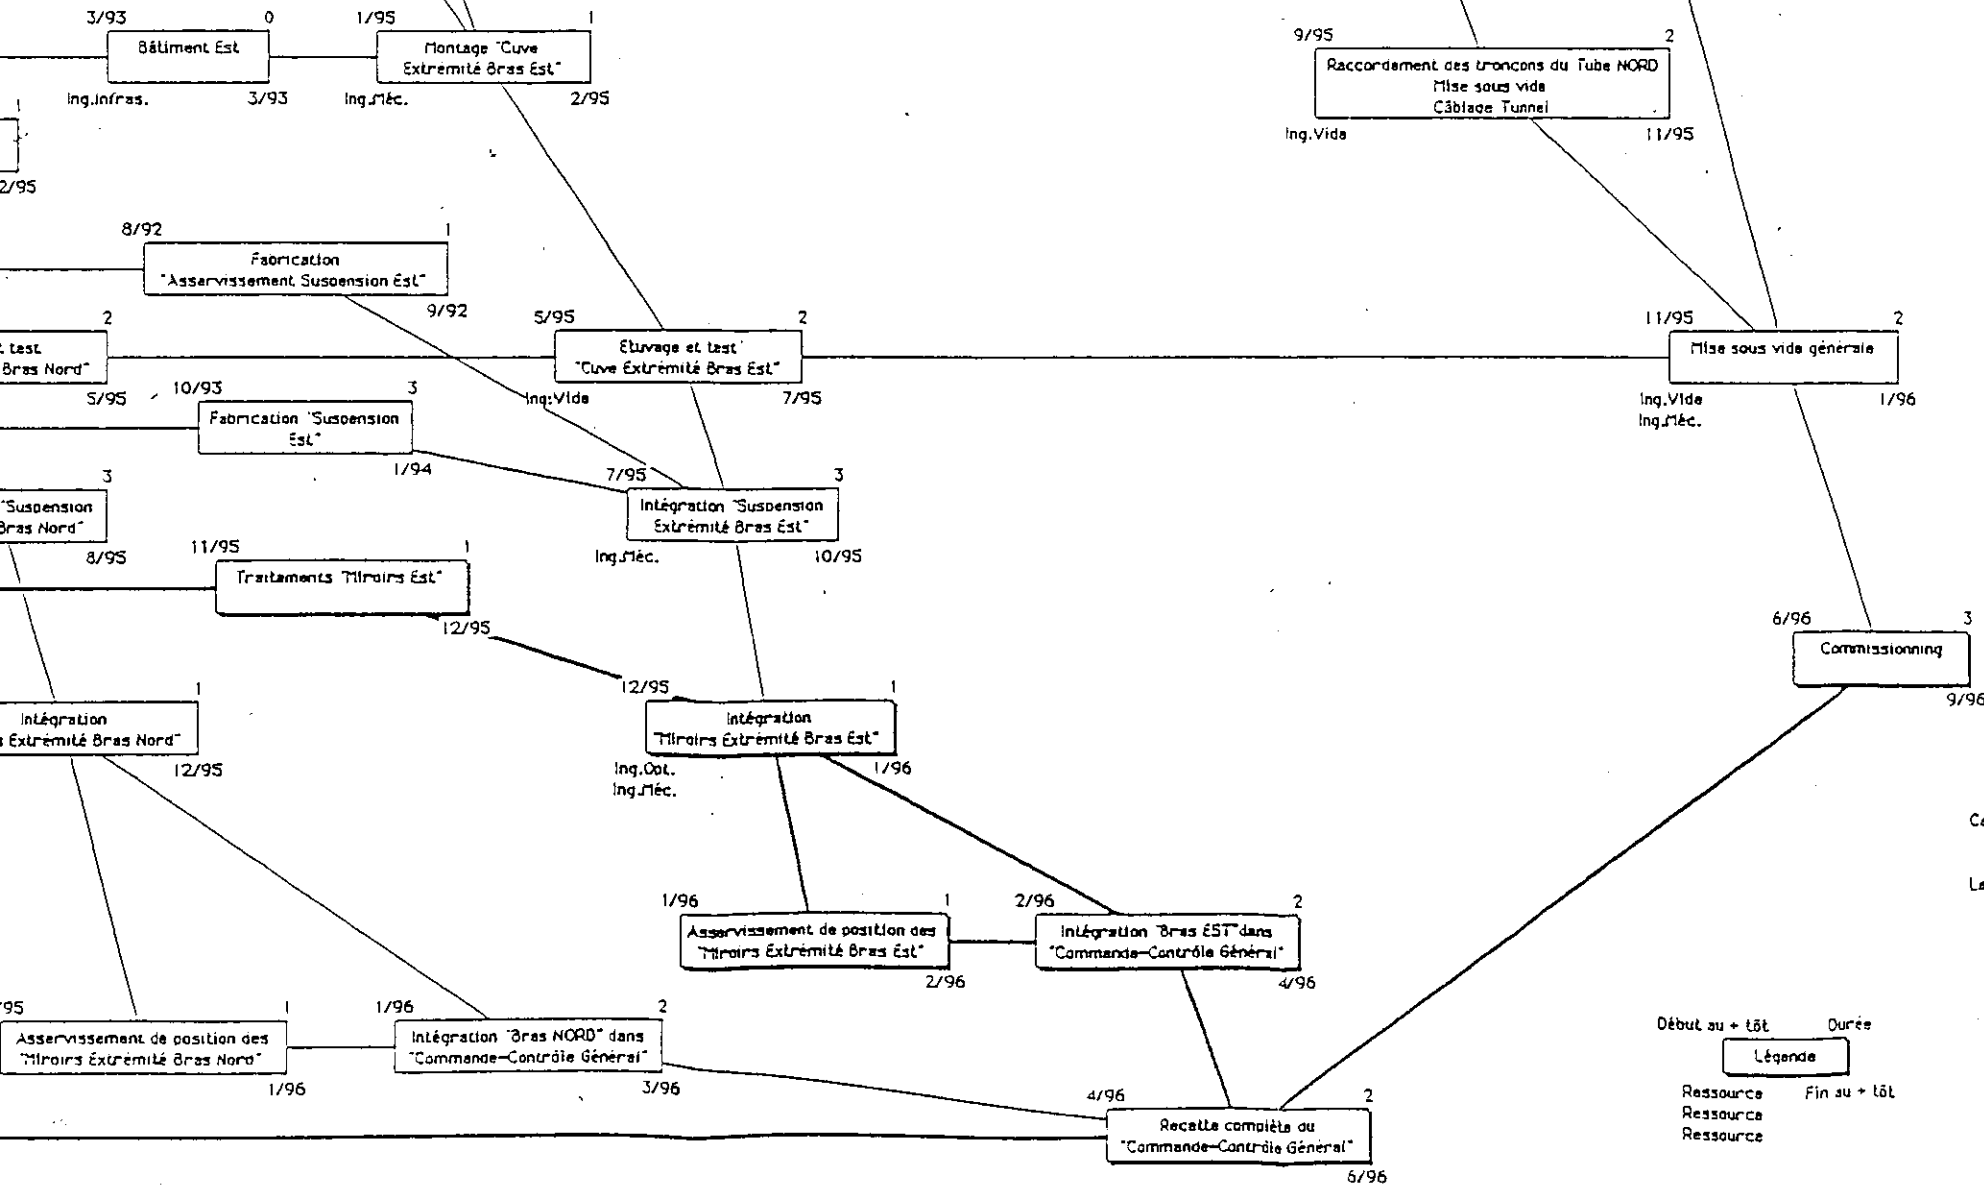 3/93 0
Bâtiment Est
Ing.Infras. 3/93
1/95 1
Montage "Cuve
Extrémité Bras Est"
Ing.Méc. 2/95
9/95 2
Raccordement des tronçons du Tube NORD
Mise sous vide
Câblage Tunnel
Ing.Vide 11/95
1
2/95
8/92 1
Fabrication
"Asservissement Suspension Est"
9/92
2
t test
Bras Nord"
5/95
5/95 2
Etuvage et test
"Cuve Extrémité Bras Est"
Ing.Vide 7/95
11/95 2
Mise sous vide générale
Ing.Vide 1/96
Ing.Méc.
10/93 3
Fabrication "Suspension
Est"
1/94
3
"Suspension
Bras Nord"
8/95
7/95 3
Intégration "Suspension
Extrémité Bras Est"
Ing.Méc. 10/95
11/95 1
Traitements "Miroirs Est"
12/95
6/96 3
Commissionning
9/96
1
Intégration
s Extrémité Bras Nord"
12/95
12/95 1
Intégration
"Miroirs Extrémité Bras Est"
Ing.Opt. 1/96
Ing.Méc.
Ca
La
1/96 1
Asservissement de position des
"Miroirs Extrémité Bras Est"
2/96
2/96 2
Intégration "Bras EST" dans
"Commande-Contrôle Général"
4/96
/95 1
Asservissement de position des
"Miroirs Extrémité Bras Nord"
1/96
1/96 2
Intégration "Bras NORD" dans
"Commande-Contrôle Général"
3/96
4/96 2
Recette complète du
"Commande-Contrôle Général"
6/96
Début au + tôt Durée
Légende
Ressource Fin au + tôt
Ressource
Ressource